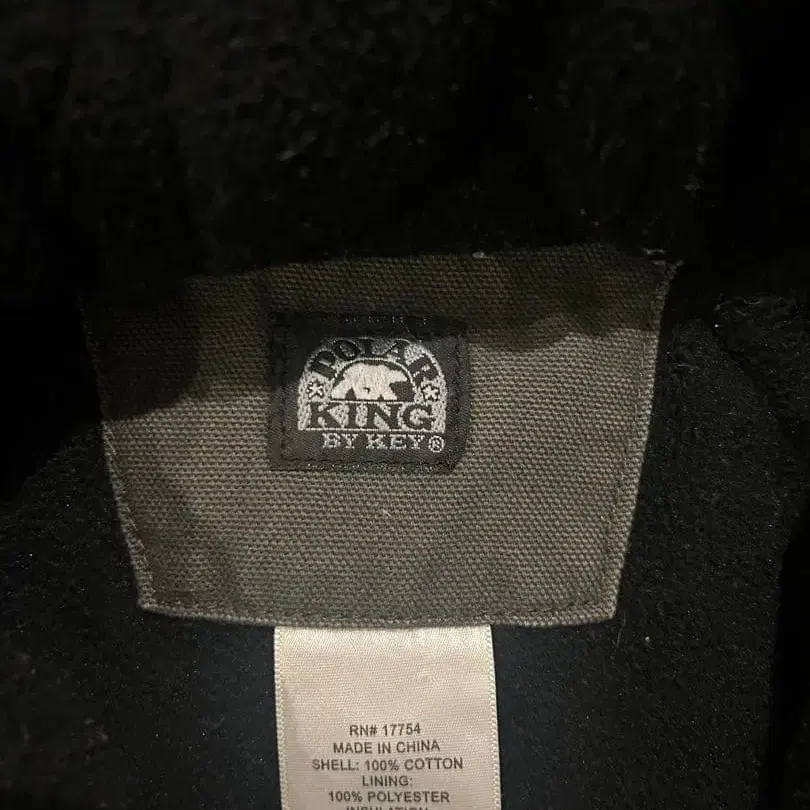 POLAR
KING
BY KEY®
RN# 17754
MADE IN CHINA
SHELL: 100% COTTON
LINING:
100% POLYESTER